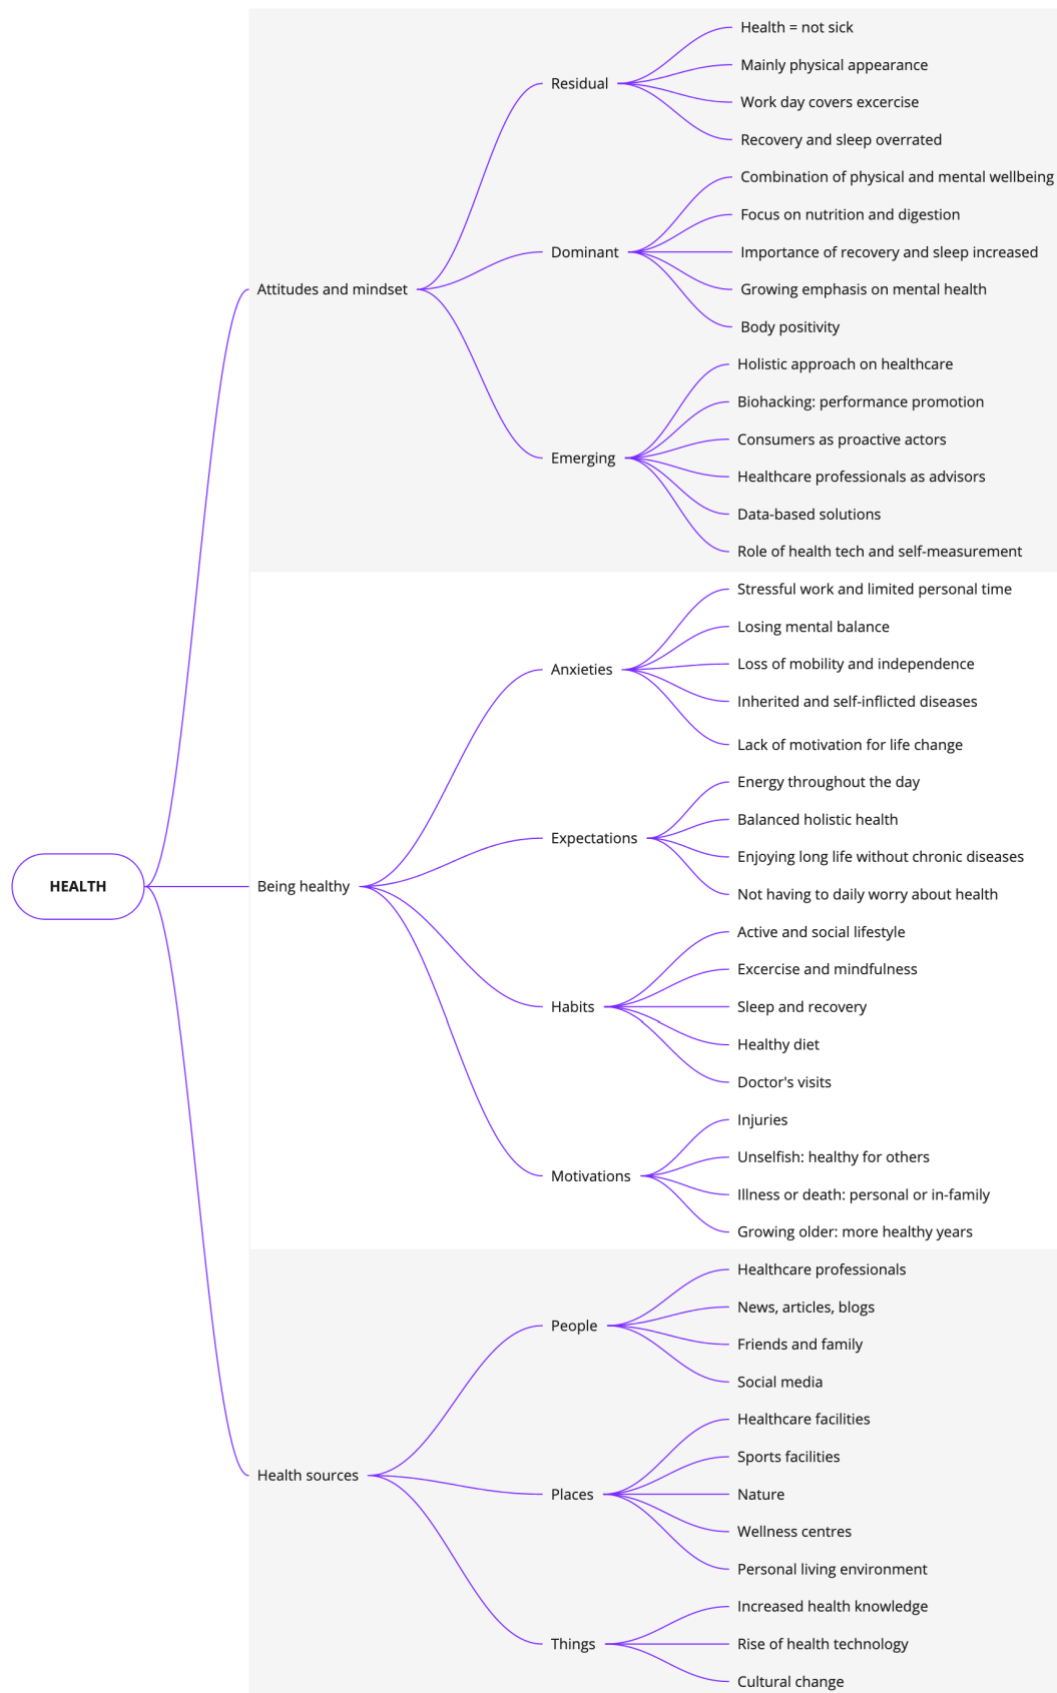 HEALTH
Attitudes and mindset
Residual
Health = not sick
Mainly physical appearance
Work day covers excercise
Recovery and sleep overrated
Dominant
Combination of physical and mental wellbeing
Focus on nutrition and digestion
Importance of recovery and sleep increased
Growing emphasis on mental health
Body positivity
Emerging
Holistic approach on healthcare
Biohacking: performance promotion
Consumers as proactive actors
Healthcare professionals as advisors
Data-based solutions
Role of health tech and self-measurement
Being healthy
Anxieties
Stressful work and limited personal time
Losing mental balance
Loss of mobility and independence
Inherited and self-inflicted diseases
Lack of motivation for life change
Expectations
Energy throughout the day
Balanced holistic health
Enjoying long life without chronic diseases
Not having to daily worry about health
Habits
Active and social lifestyle
Excercise and mindfulness
Sleep and recovery
Healthy diet
Doctor's visits
Motivations
Injuries
Unselfish: healthy for others
Illness or death: personal or in-family
Growing older: more healthy years
Health sources
People
Healthcare professionals
News, articles, blogs
Friends and family
Social media
Places
Healthcare facilities
Sports facilities
Nature
Wellness centres
Personal living environment
Things
Increased health knowledge
Rise of health technology
Cultural change